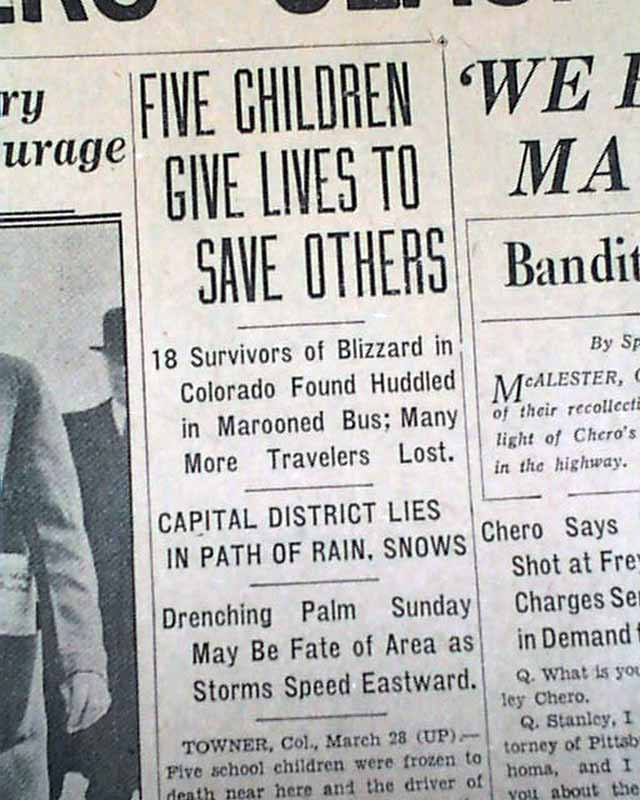 ry
urage
FIVE CHILDREN
GIVE LIVES TO
SAVE OTHERS
18 Survivors of Blizzard in
Colorado Found Huddled
in Marooned Bus; Many
More Travelers Lost.
CAPITAL DISTRICT LIES
IN PATH OF RAIN, SNOWS
Drenching Palm Sunday
May Be Fate of Area as
Storms Speed Eastward.
TOWNER, Col., March 28 (UP).—
Five school children were frozen to
death near here and the driver of
'WE
MA
Bandit
By Sp
McALESTER,
of their recollecti
light of Chero's
in the highway.
Chero Says
Shot at Frey
Charges Se
in Demand
Q. What is you
ley Chero.
Q. Stanley, I
torney of Pittsb
homa, and I
you about the